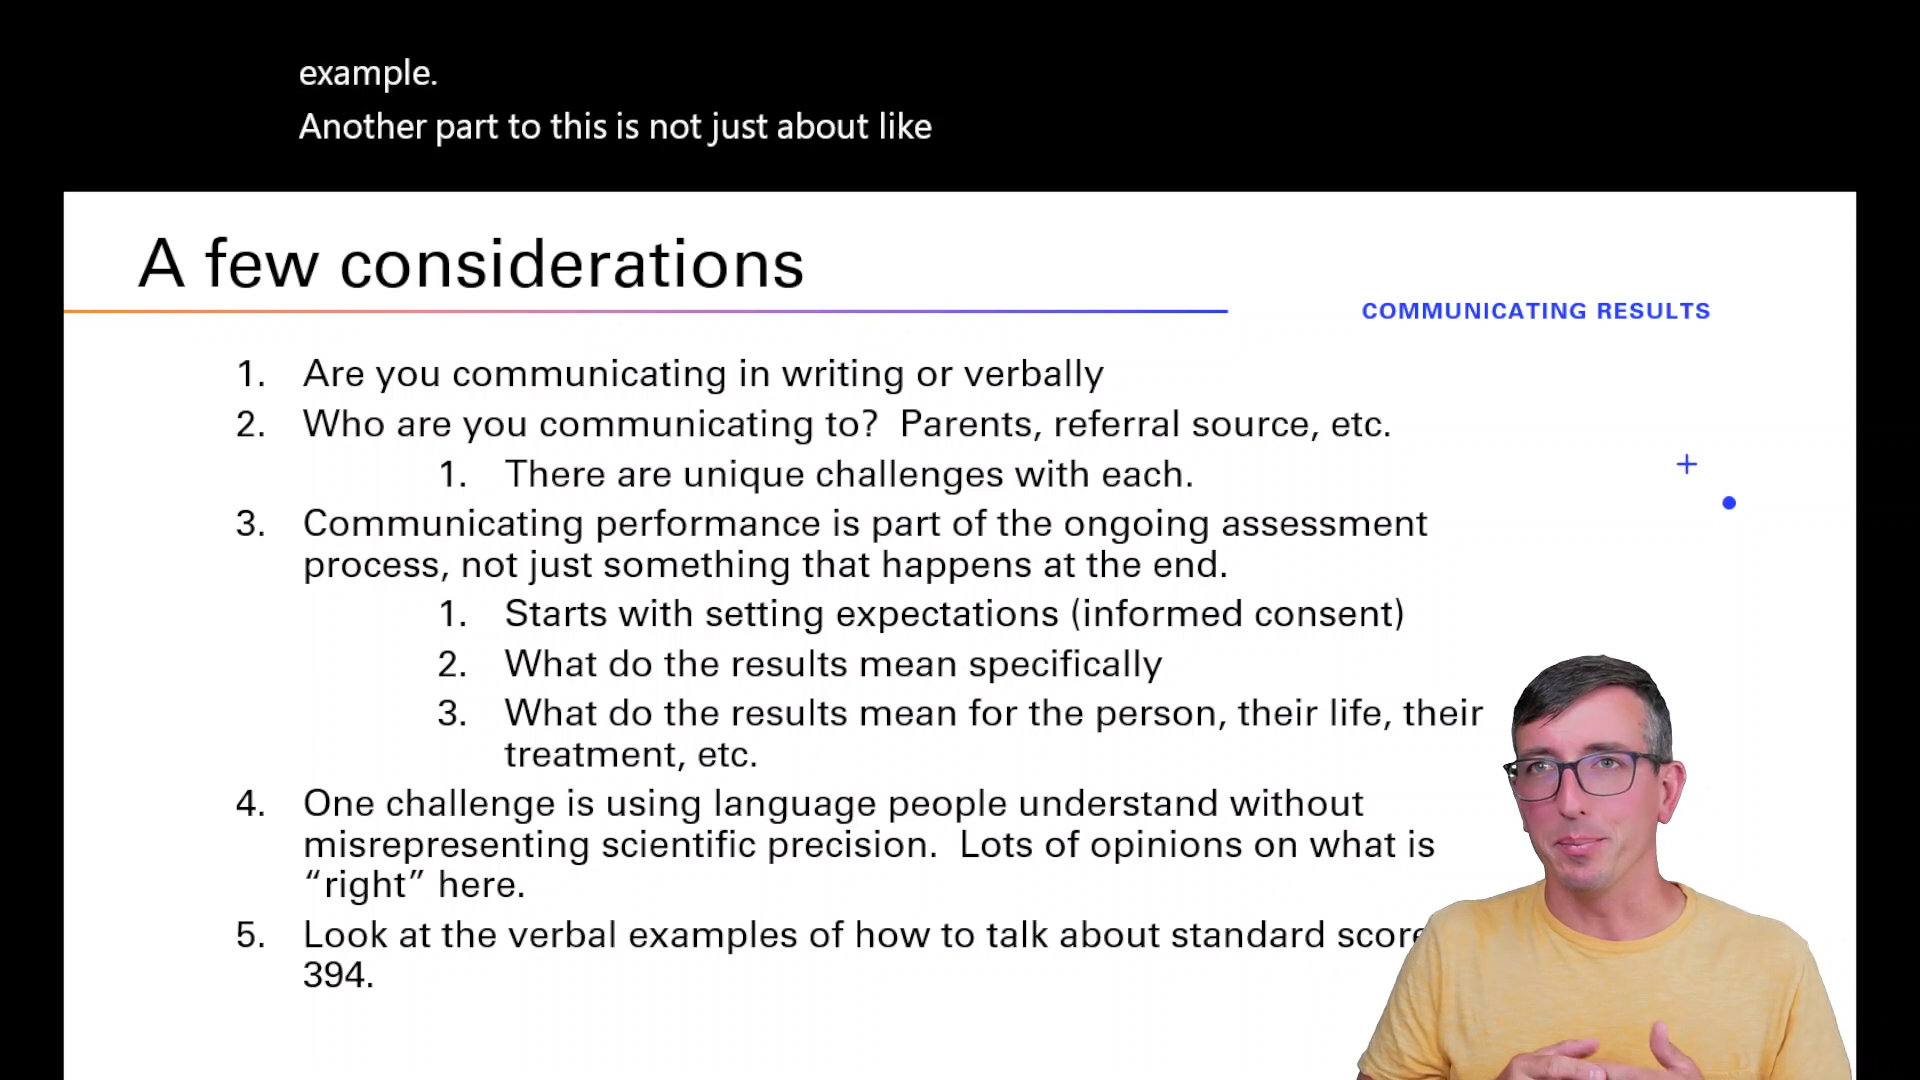 example.
Another part to this is not just about like
A few considerations
COMMUNICATING RESULTS
1. Are you communicating in writing or verbally
2. Who are you communicating to?  Parents, referral source, etc.
1. There are unique challenges with each.
3. Communicating performance is part of the ongoing assessment
process, not just something that happens at the end.
1. Starts with setting expectations (informed consent)
2. What do the results mean specifically
3. What do the results mean for the person, their life, their
treatment, etc.
4. One challenge is using language people understand without
misrepresenting scientific precision.  Lots of opinions on what is
“right” here.
5. Look at the verbal examples of how to talk about standard
394.